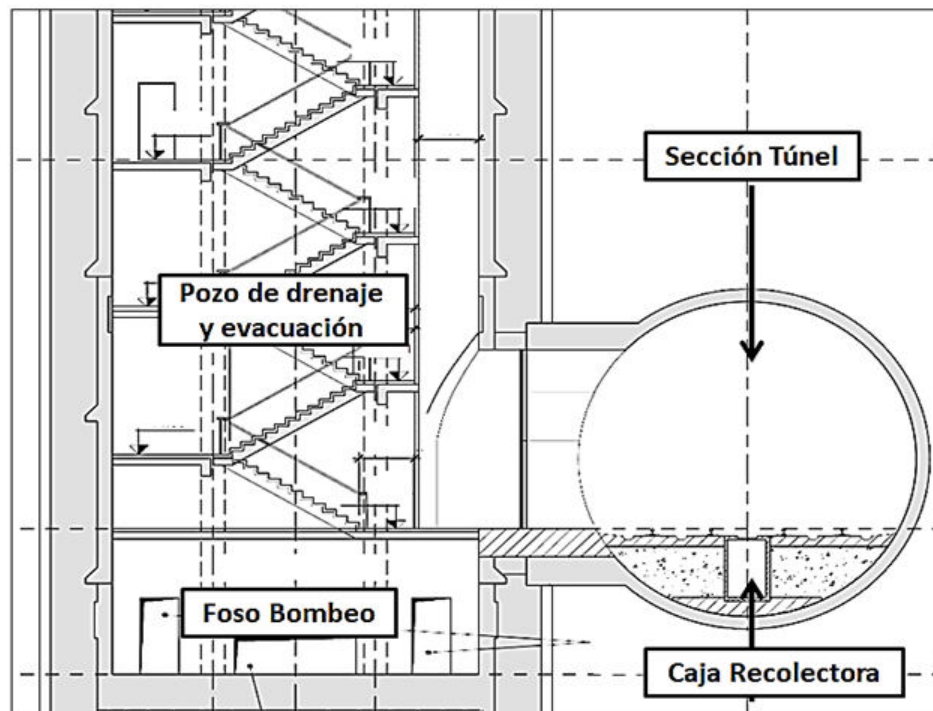 Sección Túnel
Pozo de drenaje
y evacuación
Foso Bombeo
Caja Recolectora